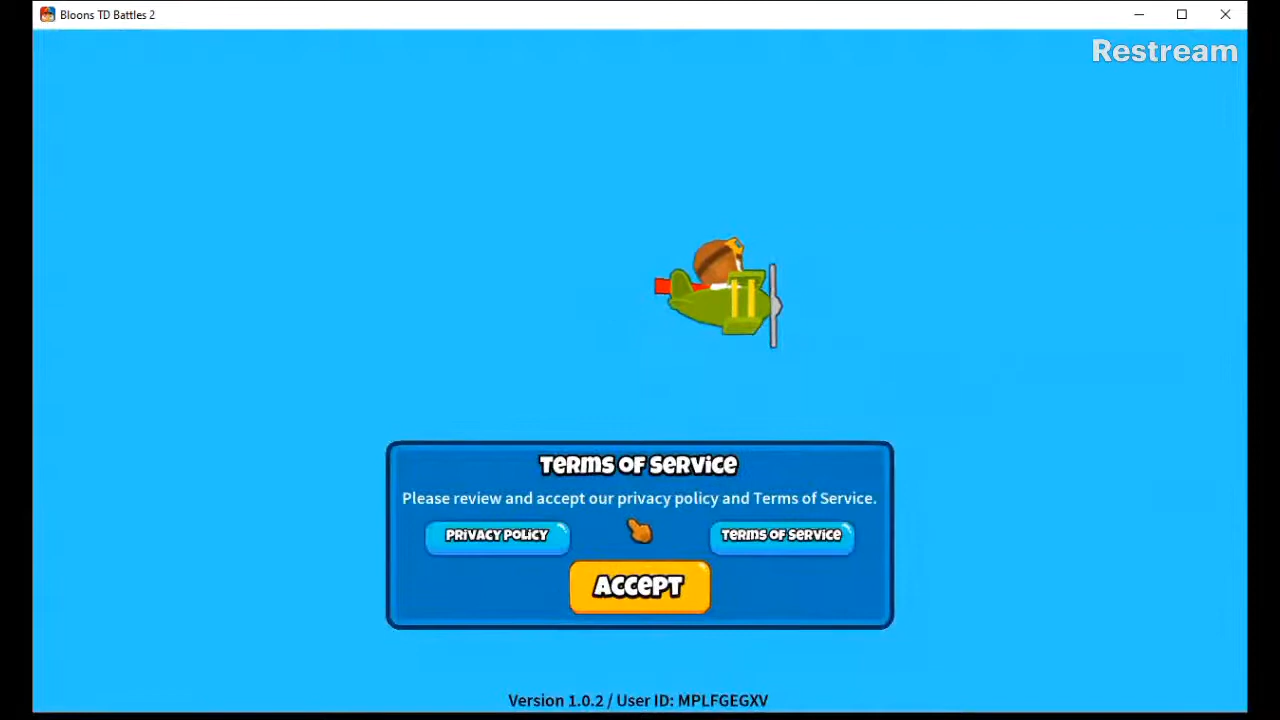 Bloons TD Battles 2
Restream
Terms of Service
Please review and accept our privacy policy and Terms of Service.
Privacy Policy
Terms of Service
Accept
Version 1.0.2 / User ID: MPLFGEGXV